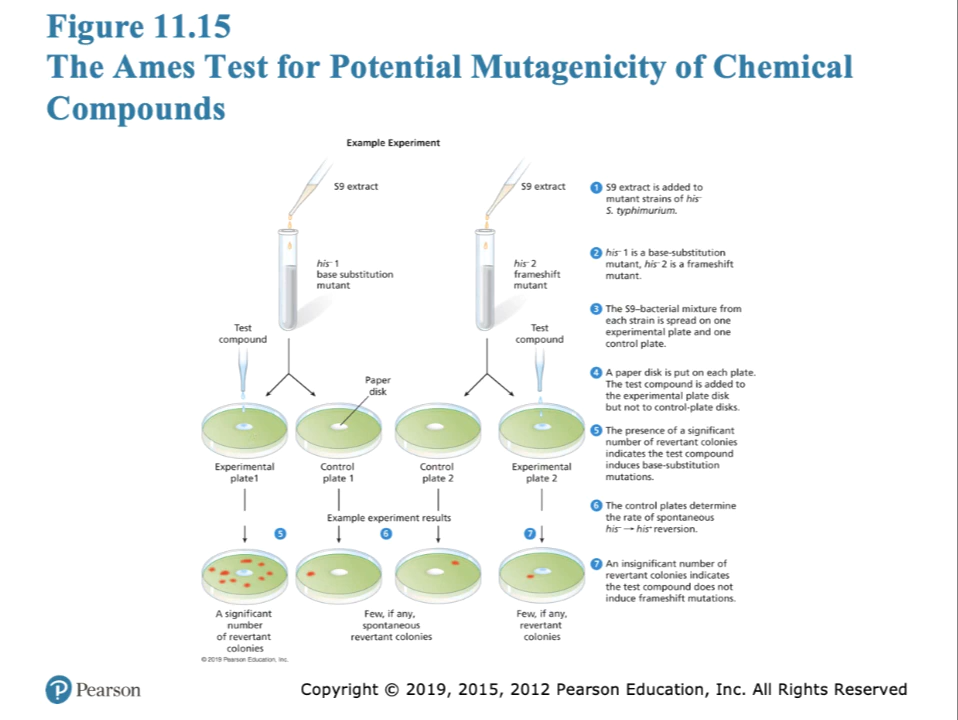 Figure 11.15
The Ames Test for Potential Mutagenicity of Chemical
Compounds
Example Experiment
S9 extract
S9 extract
his⁻ 1
base substitution
mutant
his⁻ 2
frameshift
mutant
Test
compound
Test
compound
Paper
disk
Experimental
plate1
Control
plate 1
Control
plate 2
Experimental
plate 2
Example experiment results
5
6
7
A significant
number
of revertant
colonies
Few, if any,
spontaneous
revertant colonies
Few, if any,
revertant
colonies
1 S9 extract is added to
mutant strains of his⁻
S. typhimurium.
2 his⁻ 1 is a base-substitution
mutant, his⁻ 2 is a frameshift
mutant.
3 The S9–bacterial mixture from
each strain is spread on one
experimental plate and one
control plate.
4 A paper disk is put on each plate.
The test compound is added to
the experimental plate disk
but not to control-plate disks.
5 The presence of a significant
number of revertant colonies
indicates the test compound
induces base-substitution
mutations.
6 The control plates determine
the rate of spontaneous
his⁻ → his⁺ reversion.
7 An insignificant number of
revertant colonies indicates
the test compound does not
induce frameshift mutations.
© 2019 Pearson Education, Inc.
P Pearson
Copyright © 2019, 2015, 2012 Pearson Education, Inc. All Rights Reserved